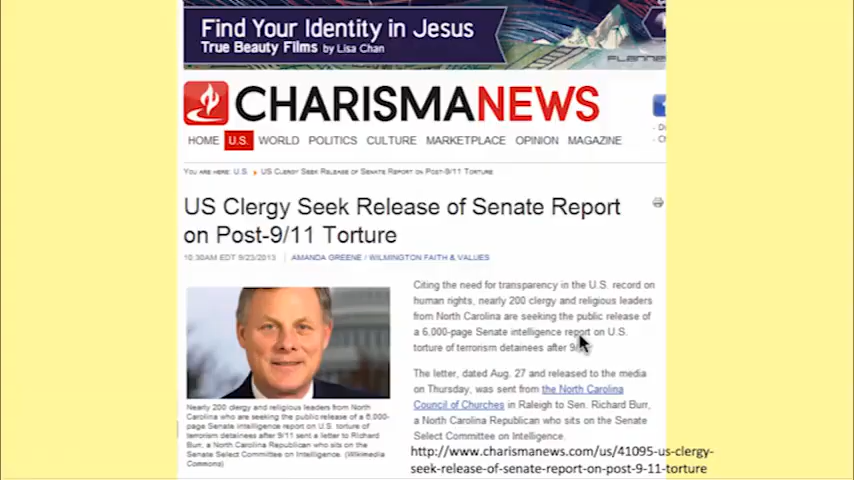 Find Your Identity in Jesus
True Beauty Films by Lisa Chan
CHARISMANEWS
HOME U.S. WORLD POLITICS CULTURE MARKETPLACE OPINION MAGAZINE
YOU ARE HERE: U.S. US CLERGY SEEK RELEASE OF SENATE REPORT ON POST-9/11 TORTURE
US Clergy Seek Release of Senate Report
on Post-9/11 Torture
10:30AM EDT 9/23/2013 AMANDA GREENE / WILMINGTON FAITH & VALUES
Nearly 200 clergy and religious leaders from North
Carolina who are seeking the public release of a 6,000-
page Senate intelligence report on U.S. torture of
terrorism detainees after 9/11 sent a letter to Richard
Burr, a North Carolina Republican who sits on the
Senate Select Committee on Intelligence. (Wikimedia
Commons)
Citing the need for transparency in the U.S. record on
human rights, nearly 200 clergy and religious leaders
from North Carolina are seeking the public release of
a 6,000-page Senate intelligence report on U.S.
torture of terrorism detainees after
The letter, dated Aug. 27 and released to the media
on Thursday, was sent from the North Carolina
Council of Churches in Raleigh to Sen. Richard Burr,
a North Carolina Republican who sits on the Senate
Select Committee on Intelligence.
http://www.charismanews.com/us/41095-us-clergy-
seek-release-of-senate-report-on-post-9-11-torture